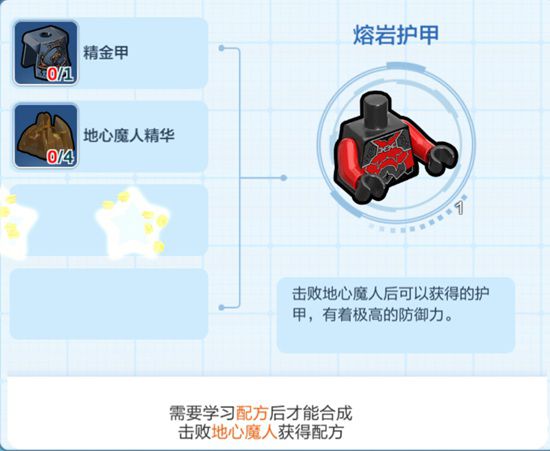 熔岩护甲
精金甲
0/1
地心魔人精华
0/4
1
击败地心魔人后可以获得的护
甲，有着极高的防御力。
需要学习配方后才能合成
击败地心魔人获得配方